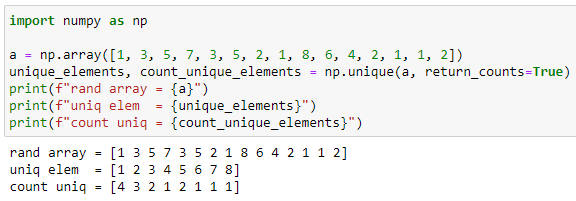 import numpy as np
a = np.array([1, 3, 5, 7, 3, 5, 2, 1, 8, 6, 4, 2, 1, 1, 2])
unique_elements, count_unique_elements = np.unique(a, return_counts=True)
print(f"rand array = {a}")
print(f"uniq elem  = {unique_elements}")
print(f"count uniq = {count_unique_elements}")
rand array = [1 3 5 7 3 5 2 1 8 6 4 2 1 1 2]
uniq elem  = [1 2 3 4 5 6 7 8]
count uniq = [4 3 2 1 2 1 1 1]